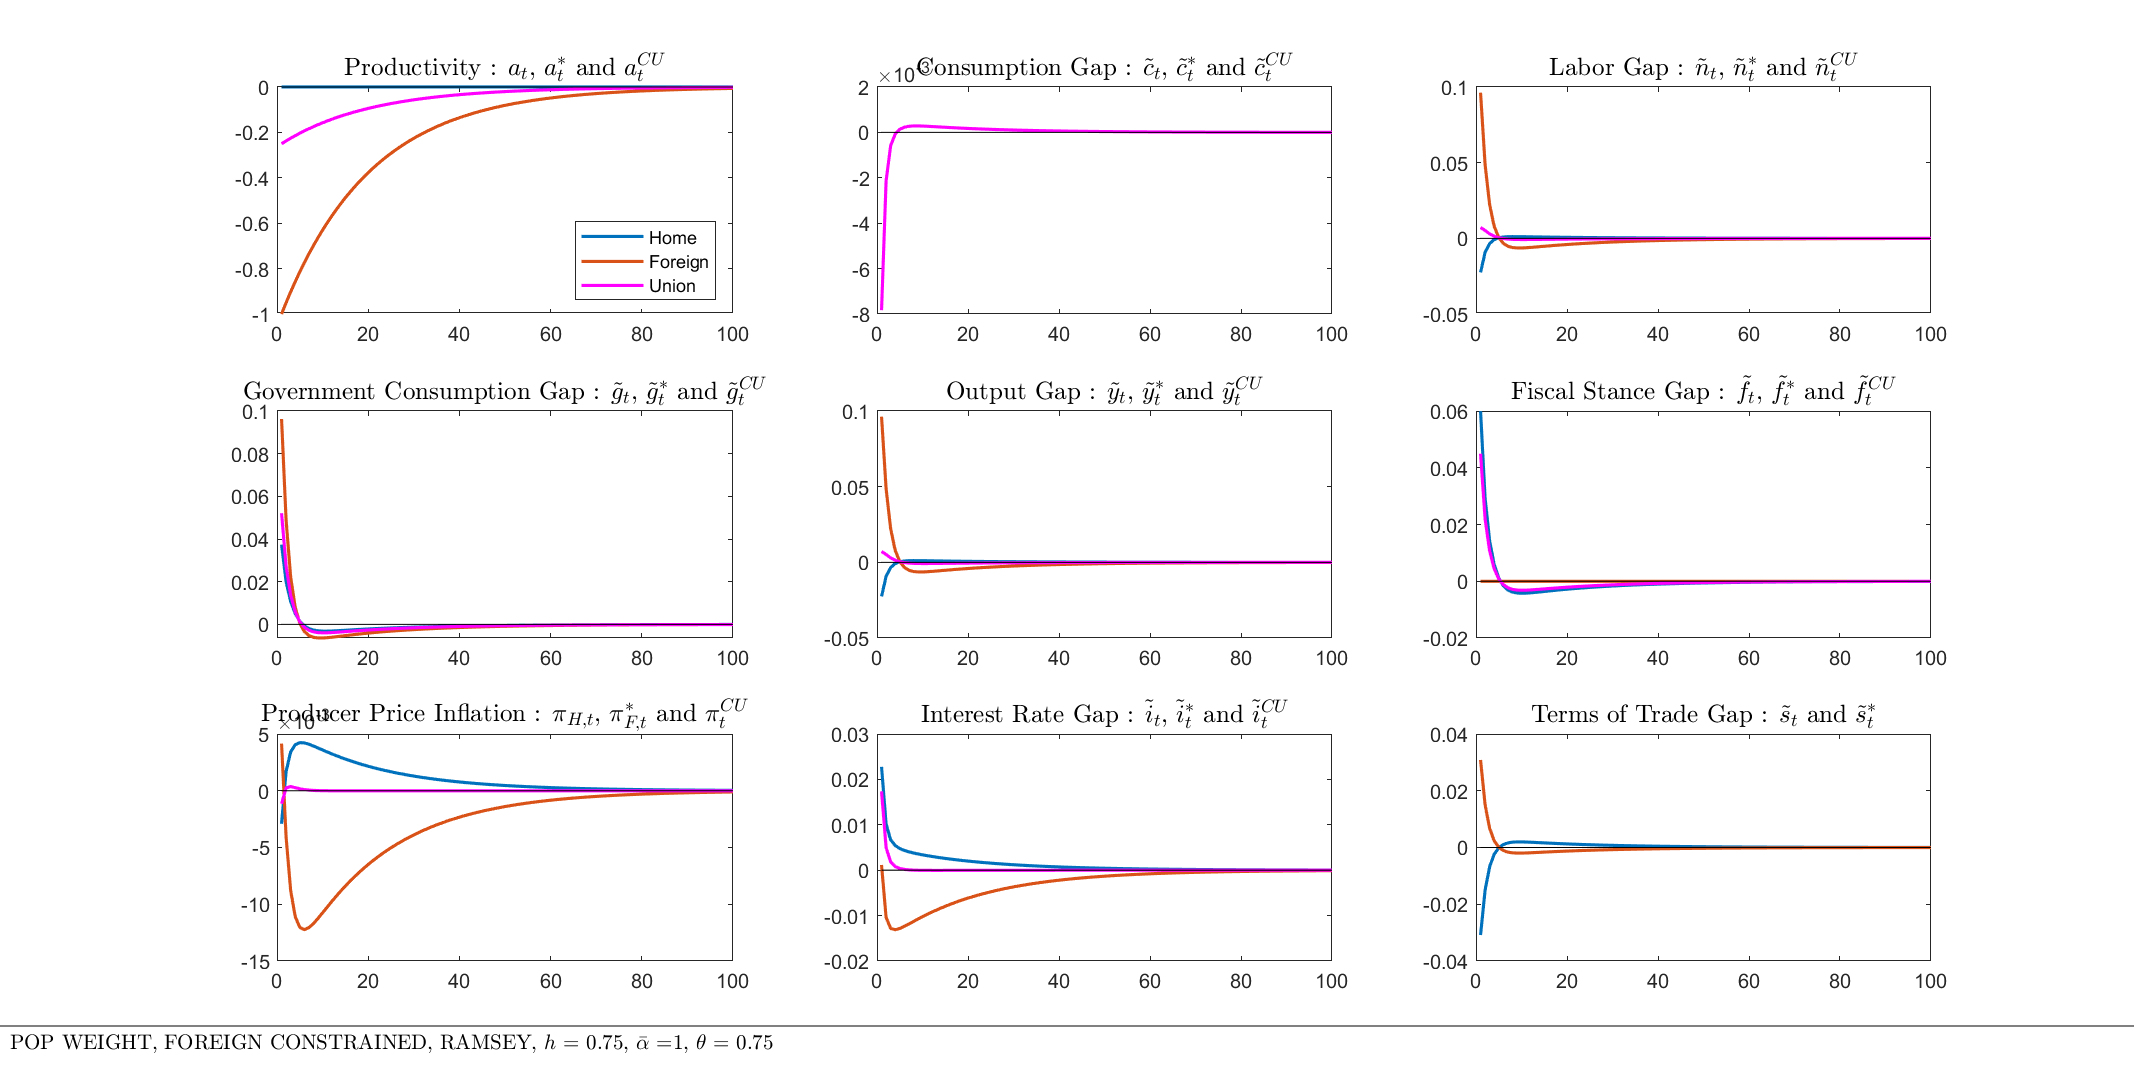 Productivity : a_t, a_t^* and a_t^{CU}
0
-0.2
-0.4
-0.6
-0.8
-1
0 20 40 60 80 100
Home
Foreign
Union
×10^{-3}
Consumption Gap : c̃_t, c̃_t^* and c̃_t^{CU}
2
0
-2
-4
-6
-8
0 20 40 60 80 100
Labor Gap : ñ_t, ñ_t^* and ñ_t^{CU}
0.1
0.05
0
-0.05
0 20 40 60 80 100
Government Consumption Gap : g̃_t, g̃_t^* and g̃_t^{CU}
0.1
0.08
0.06
0.04
0.02
0
0 20 40 60 80 100
Output Gap : ỹ_t, ỹ_t^* and ỹ_t^{CU}
0.1
0.05
0
-0.05
0 20 40 60 80 100
Fiscal Stance Gap : f̃_t, f̃_t^* and f̃_t^{CU}
0.06
0.04
0.02
0
-0.02
0 20 40 60 80 100
Producer Price Inflation : π_{H,t}, π_{F,t}^* and π_t^{CU}
×10^{-3}
5
0
-5
-10
-15
0 20 40 60 80 100
Interest Rate Gap : ĩ_t, ĩ_t^* and ĩ_t^{CU}
0.03
0.02
0.01
0
-0.01
-0.02
0 20 40 60 80 100
Terms of Trade Gap : s̃_t and s̃_t^*
0.04
0.02
0
-0.02
-0.04
0 20 40 60 80 100
POP WEIGHT, FOREIGN CONSTRAINED, RAMSEY, h = 0.75, ᾱ =1, θ = 0.75